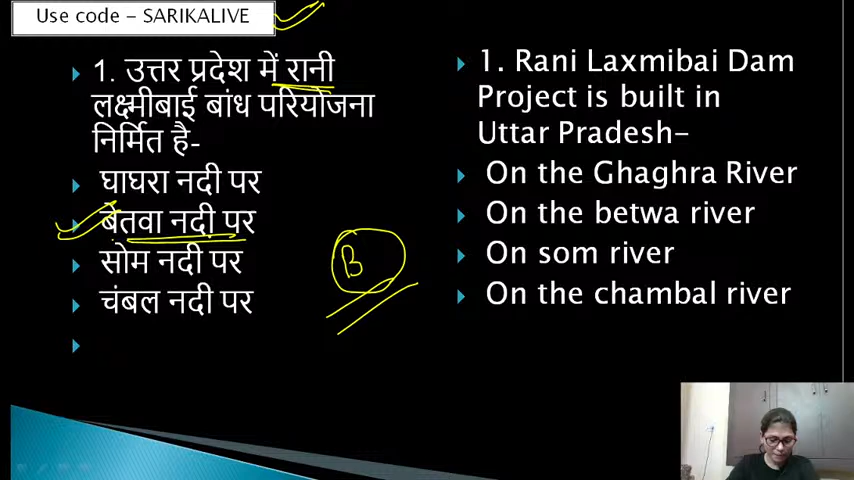 Use code – SARIKALIVE
1. उत्तर प्रदेश में रानी
लक्ष्मीबाई बांध परियोजना
निर्मित है-
घाघरा नदी पर
बेतवा नदी पर
सोम नदी पर
चंबल नदी पर
B
1. Rani Laxmibai Dam
Project is built in
Uttar Pradesh-
On the Ghaghra River
On the betwa river
On som river
On the chambal river